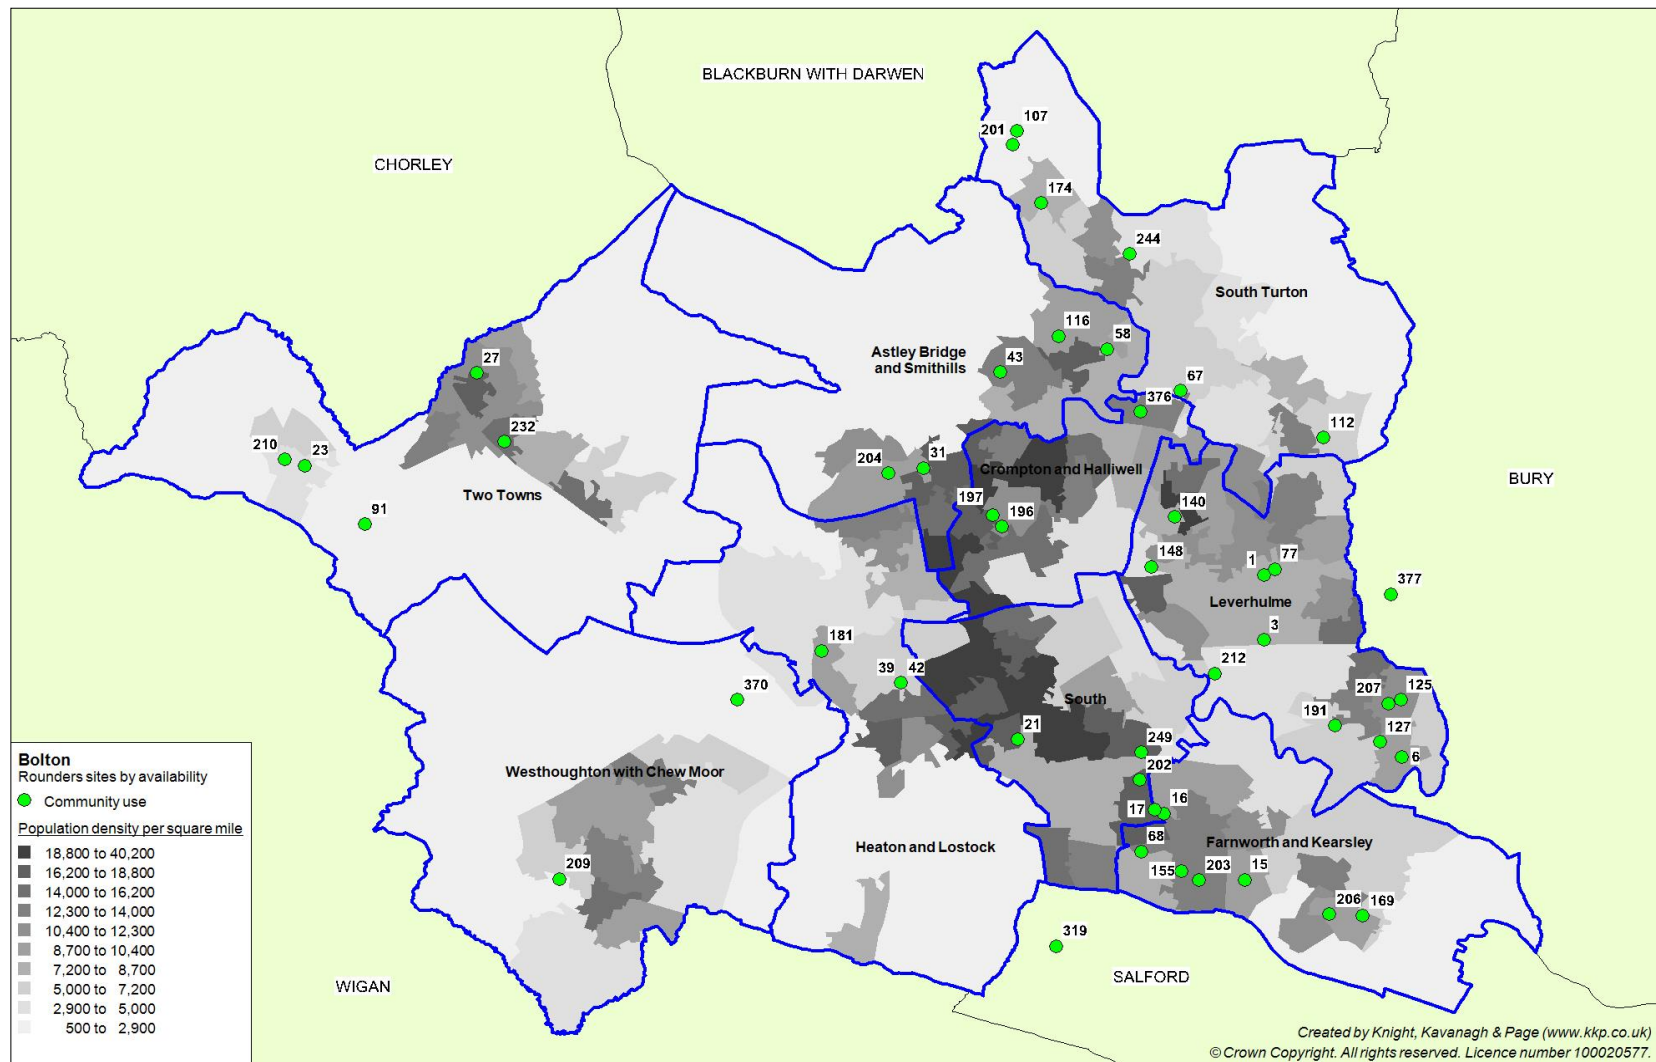 BLACKBURN WITH DARWEN
107
201
CHORLEY
174
244
South Turton
116
58
27
Astley Bridge
and Smithills
43
67
376
112
232
210
23
204
31
Crompton and Halliwell
BURY
Two Towns
197
196
140
91
148
1
77
377
Leverhulme
3
181
212
39
42
370
South
207
125
191
21
127
249
6
Westhoughton with Chew Moor
202
17
16
68
Farnworth and Kearsley
Heaton and Lostock
209
155
203
15
206
169
319
WIGAN
SALFORD
Bolton
Rounders sites by availability
Community use
Population density per square mile
18,800 to 40,200
16,200 to 18,800
14,000 to 16,200
12,300 to 14,000
10,400 to 12,300
8,700 to 10,400
7,200 to 8,700
5,000 to 7,200
2,900 to 5,000
500 to 2,900
Created by Knight, Kavanagh & Page (www.kkp.co.uk)
© Crown Copyright. All rights reserved. Licence number 100020577.